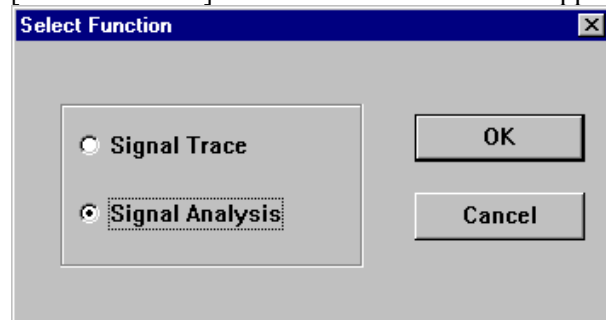 Select Function
Signal Trace
OK
Signal Analysis
Cancel